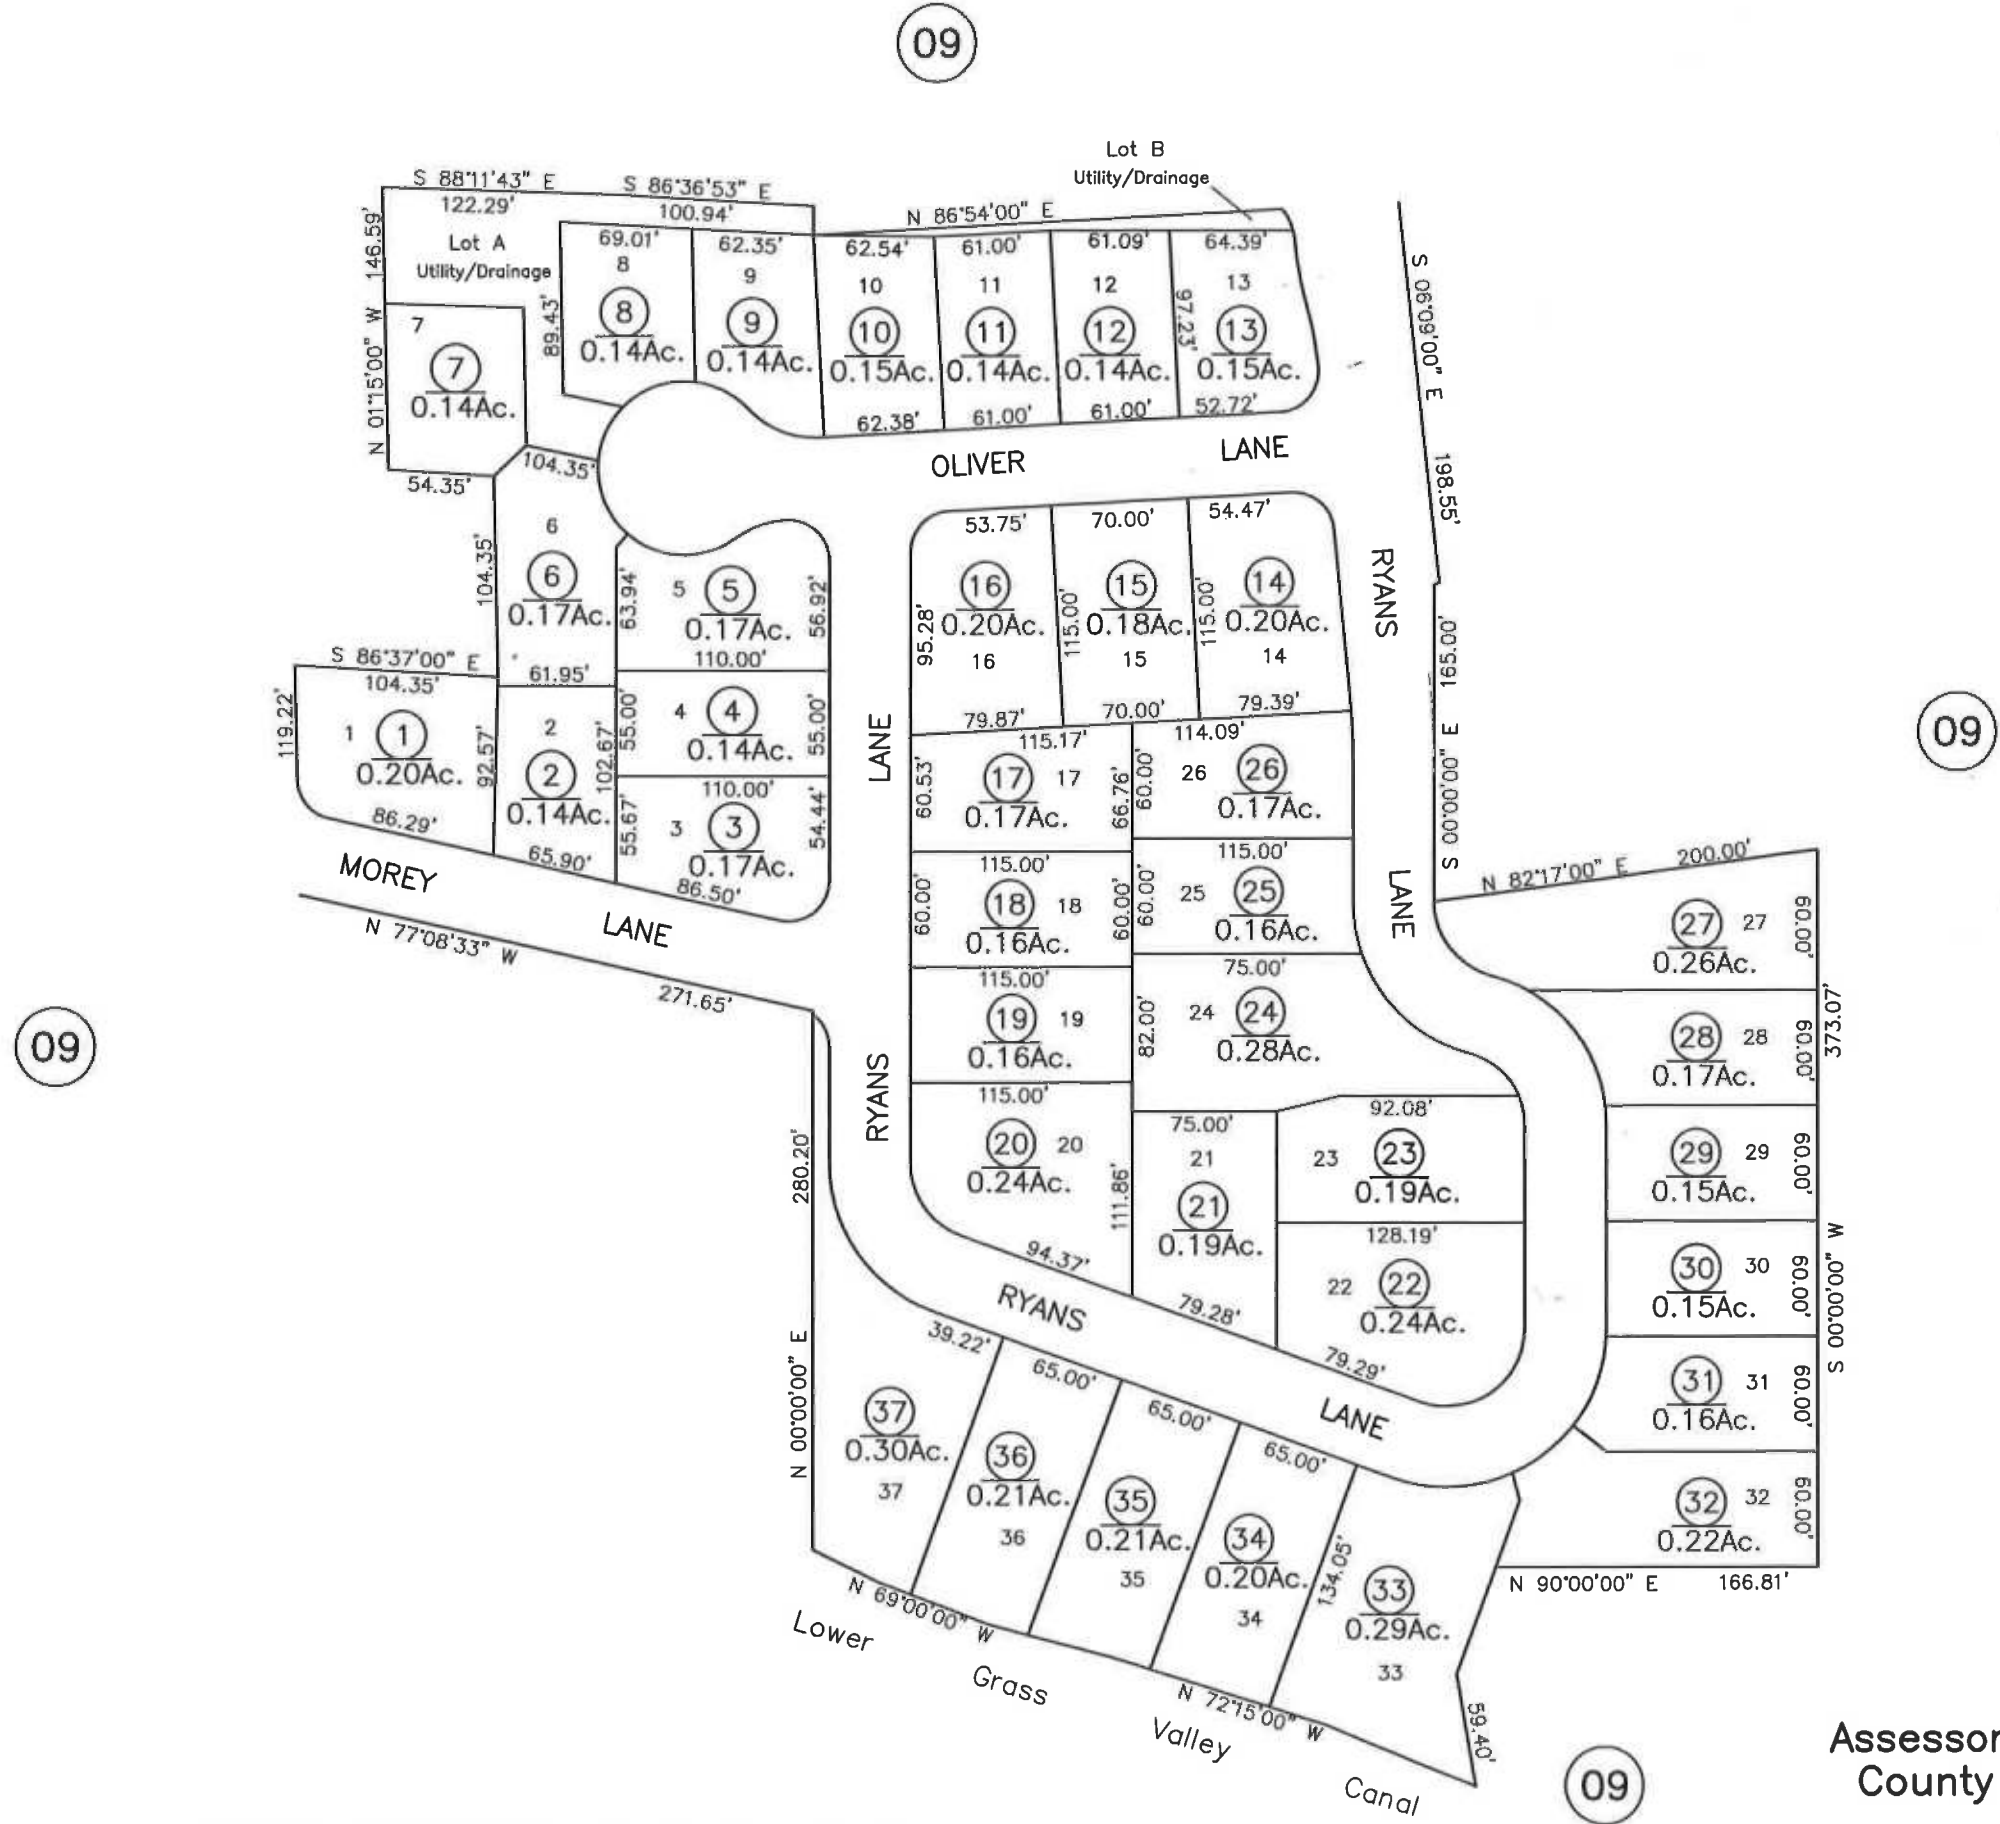 09
Lot B
Utility/Drainage
S 88°11'43" E
S 86°36'53" E
122.29'
100.94'
N 86°54'00" E
Lot A
Utility/Drainage
N 01°15'00" W 146.59'
69.01'
8
8
0.14Ac.
89.43'
62.35'
9
9
0.14Ac.
62.54'
10
10
0.15Ac.
62.38'
61.00'
11
11
0.14Ac.
61.00'
61.09'
12
12
0.14Ac.
61.00'
64.39'
13
97.23'
13
0.15Ac.
52.72'
S 06°09'00" E 198.55'
7
7
0.14Ac.
54.35'
104.35'
OLIVER LANE
6
6
0.17Ac.
104.35'
61.95'
63.94'
5
5
0.17Ac.
56.92'
110.00'
53.75'
16
0.20Ac.
16
95.28'
79.87'
70.00'
15
0.18Ac.
15
115.00'
70.00'
54.47'
14
0.20Ac.
14
115.00'
79.39'
RYANS
LANE
S 00°00'00" E 165.00'
09
S 86°37'00" E
104.35'
119.22'
1
1
0.20Ac.
92.57'
86.29'
2
2
0.14Ac.
102.67'
65.90'
55.00'
4
4
0.14Ac.
55.00'
110.00'
55.67'
3
3
0.17Ac.
54.44'
86.50'
MOREY LANE
N 77°08'33" W
271.65'
LANE
RYANS
115.17'
60.53'
17
17
0.17Ac.
66.76'
114.09'
60.00'
26
26
0.17Ac.
115.00'
60.00'
18
18
0.16Ac.
60.00'
115.00'
60.00'
25
25
0.16Ac.
115.00'
19
19
0.16Ac.
75.00'
82.00'
24
24
0.28Ac.
115.00'
20
20
0.24Ac.
111.86'
94.37'
75.00'
21
21
0.19Ac.
79.28'
92.08'
23
23
0.19Ac.
128.19'
22
22
0.24Ac.
79.29'
N 82°17'00" E 200.00'
27
27
0.26Ac.
60.00'
28
28
0.17Ac.
60.00'
373.07'
29
29
0.15Ac.
60.00'
30
30
0.15Ac.
60.00'
S 00°00'00" W
31
31
0.16Ac.
60.00'
32
32
0.22Ac.
60.00'
N 90°00'00" E 166.81'
09
280.20'
N 00°00'00" E
RYANS
LANE
39.22'
37
0.30Ac.
37
65.00'
36
0.21Ac.
36
65.00'
35
0.21Ac.
35
65.00'
34
0.20Ac.
34
134.05'
33
0.29Ac.
33
59.40'
N 69°00'00" W
N 72°15'00" W
Lower Grass Valley Canal
09
Assessor
County